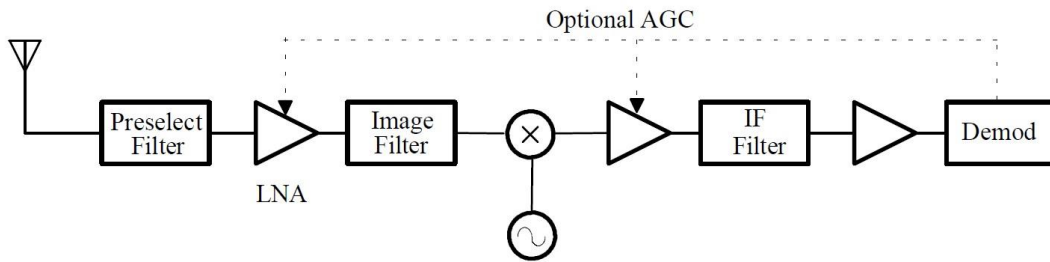 Optional AGC
Preselect
Filter
LNA
Image
Filter
IF
Filter
Demod